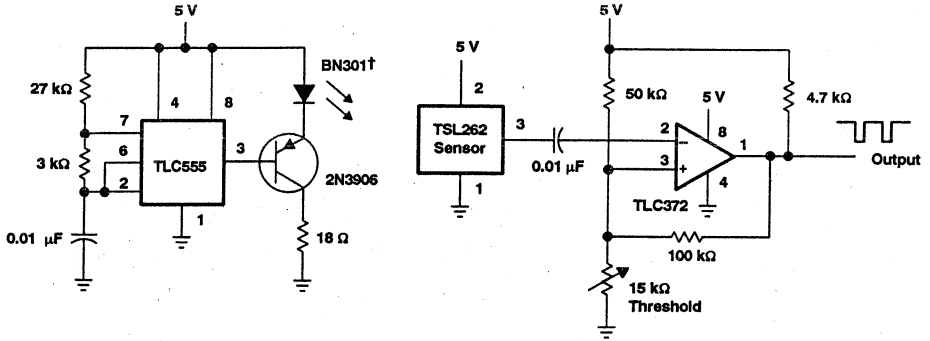 5 V
27 kΩ
4
8
BN301†
7
3 kΩ
6
2
TLC555
3
2N3906
1
0.01 μF
18 Ω
5 V
2
TSL262
Sensor
3
1
0.01 μF
5 V
50 kΩ
4.7 kΩ
5 V
2
8
3
1
4
TLC372
Output
100 kΩ
15 kΩ
Threshold